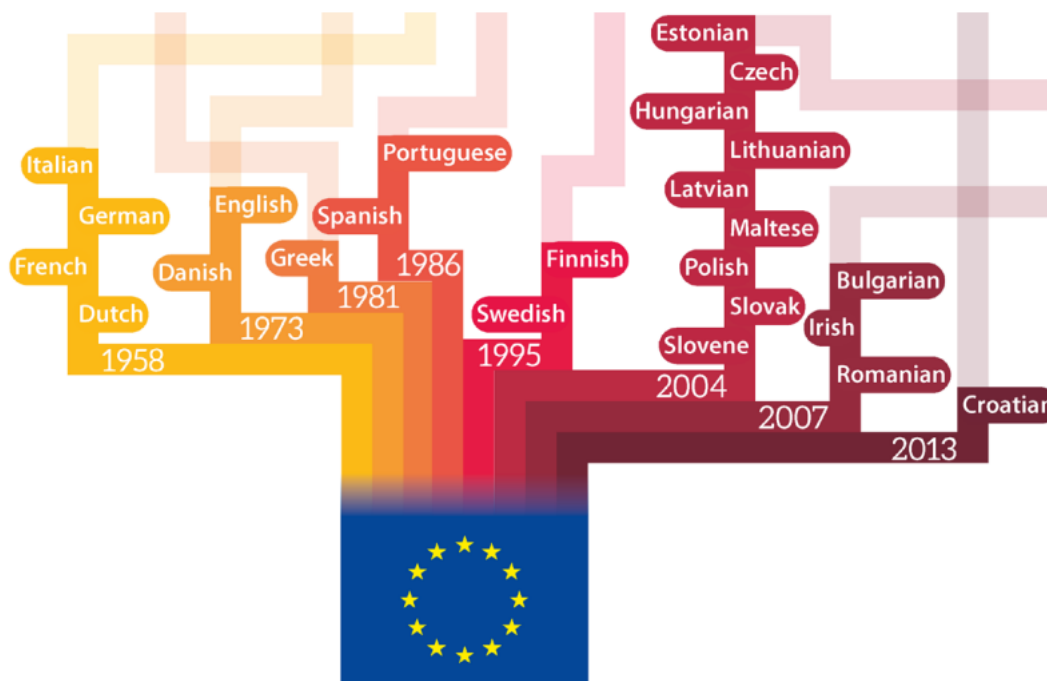 Italian
German
French
Dutch
1958
English
Danish
1973
Greek
1981
Portuguese
Spanish
1986
Finnish
Swedish
1995
Estonian
Czech
Hungarian
Lithuanian
Latvian
Maltese
Polish
Slovak
Slovene
2004
Bulgarian
Irish
Romanian
2007
Croatian
2013